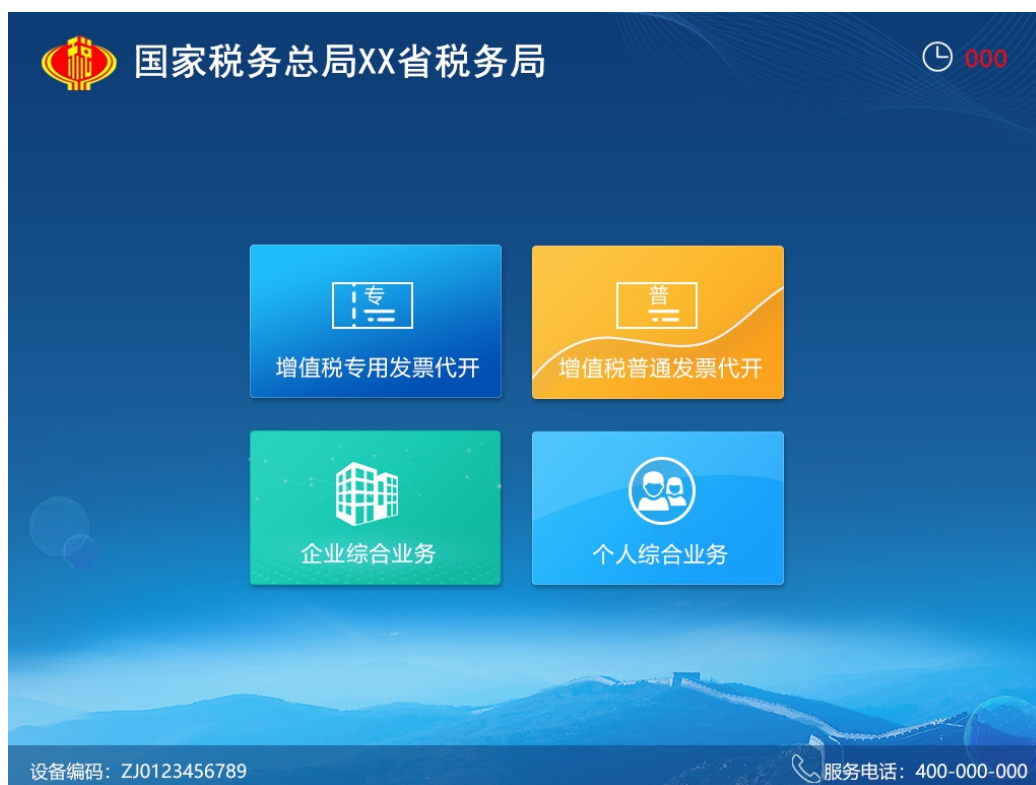 税
国家税务总局XX省税务局
000
专
增值税专用发票代开
普
增值税普通发票代开
企业综合业务
个人综合业务
设备编码：ZJ0123456789
服务电话：400-000-000